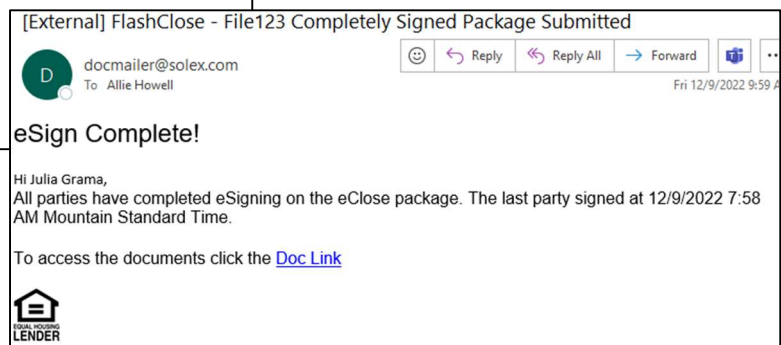 [External] FlashClose - File123 Completely Signed Package Submitted
D
docmailer@solex.com
To Allie Howell
Reply
Reply All
Forward
Fri 12/9/2022 9:59 A
eSign Complete!
Hi Julia Grama,
All parties have completed eSigning on the eClose package. The last party signed at 12/9/2022 7:58
AM Mountain Standard Time.
To access the documents click the Doc Link
EQUAL HOUSING
LENDER